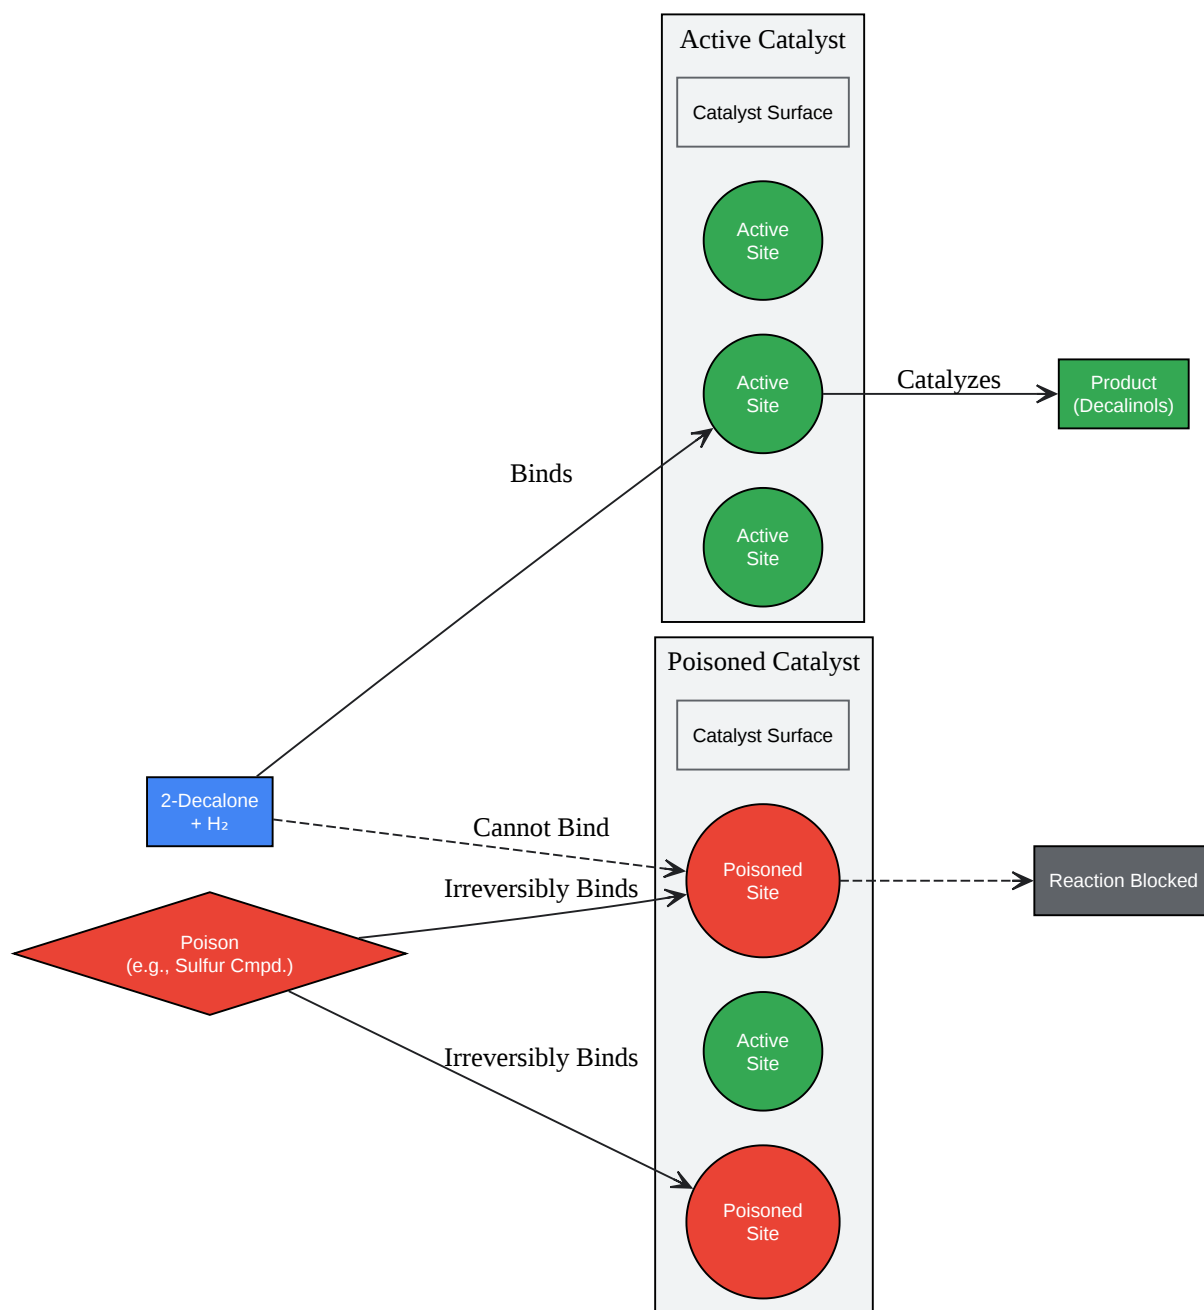 Active Catalyst
Catalyst Surface
Active
Site
Active
Site
Catalyzes
Product
(Decalinols)
Binds
Active
Site
Poisoned Catalyst
Catalyst Surface
2-Decalone
+ H₂
Cannot Bind
Irreversibly Binds
Poisoned
Site
Reaction Blocked
Poison
(e.g., Sulfur Cmpd.)
Irreversibly Binds
Active
Site
Poisoned
Site